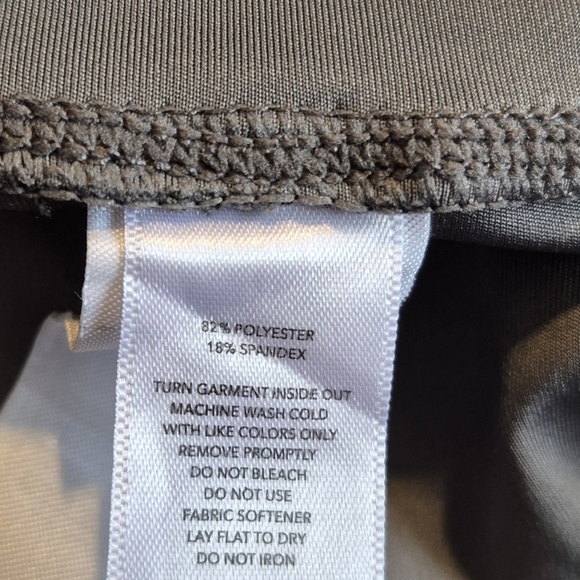 82% POLYESTER
18% SPANDEX
TURN GARMENT INSIDE OUT
MACHINE WASH COLD
WITH LIKE COLORS ONLY
REMOVE PROMPTLY
DO NOT BLEACH
DO NOT USE
FABRIC SOFTENER
LAY FLAT TO DRY
DO NOT IRON